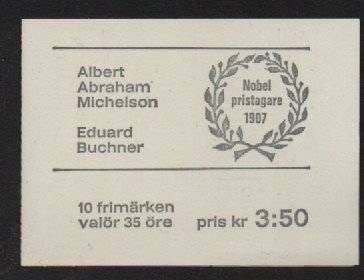 Albert
Abraham
Michelson
Eduard
Buchner
Nobel
pristagare
1907
10 frimärken
valör 35 öre
pris kr 3:50